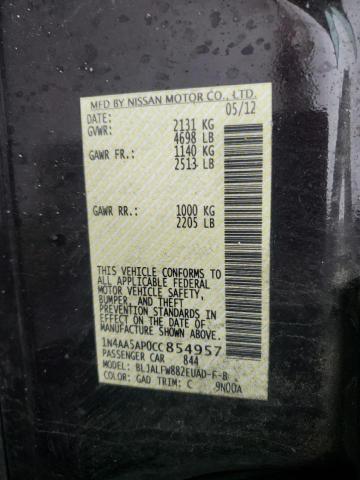 MFD BY NISSAN MOTOR CO., LTD.
DATE: 05/12
GVWR: 2131 KG
4698 LB
GAWR FR.: 1140 KG
2513 LB
GAWR RR.: 1000 KG
2205 LB
THIS VEHICLE CONFORMS TO
ALL APPLICABLE FEDERAL
MOTOR VEHICLE SAFETY,
BUMPER, AND THEFT
PREVENTION STANDARDS
IN EFFECT ON THE DATE OF
MANUFACTURE SHOWN ABOVE.
1N4AA5AP0CC854957
PASSENGER CAR 844
MODEL: BLJALFW882EUAD-F-B
COLOR: GAD TRIM: C 9N00A